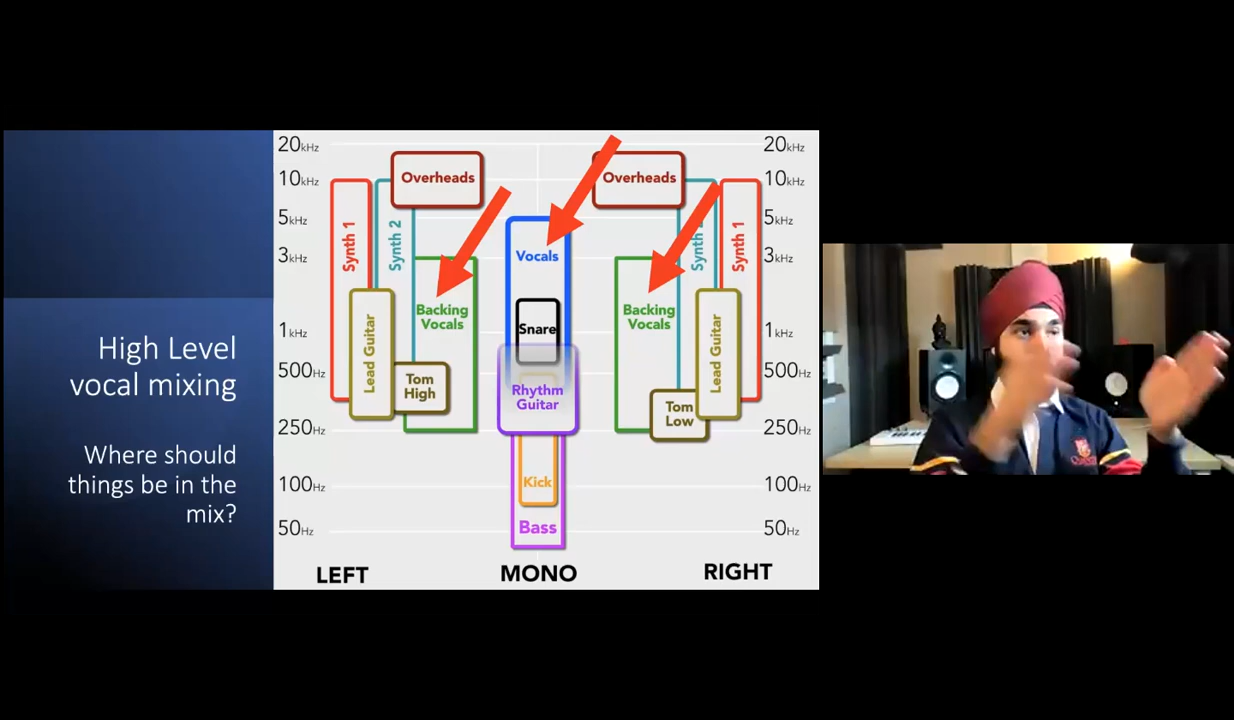 High Level
vocal mixing
Where should
things be in the
mix?
20kHz
10kHz
5kHz
3kHz
1kHz
500Hz
250Hz
100Hz
50Hz
Synth 1
Synth 2
Overheads
Lead Guitar
Backing
Vocals
Tom
High
Vocals
Snare
Rhythm
Guitar
Kick
Bass
Overheads
Backing
Vocals
Synth
Synth 1
Lead Guitar
Tom
Low
20kHz
10kHz
5kHz
3kHz
1kHz
500Hz
250Hz
100Hz
50Hz
LEFT
MONO
RIGHT